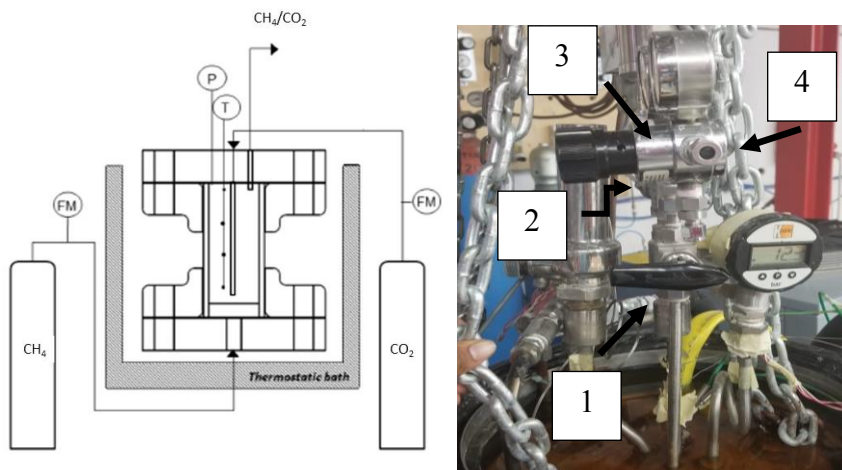 CH₄/CO₂
P
T
FM
FM
CH₄
CO₂
Thermostatic bath
3
4
2
1
bar